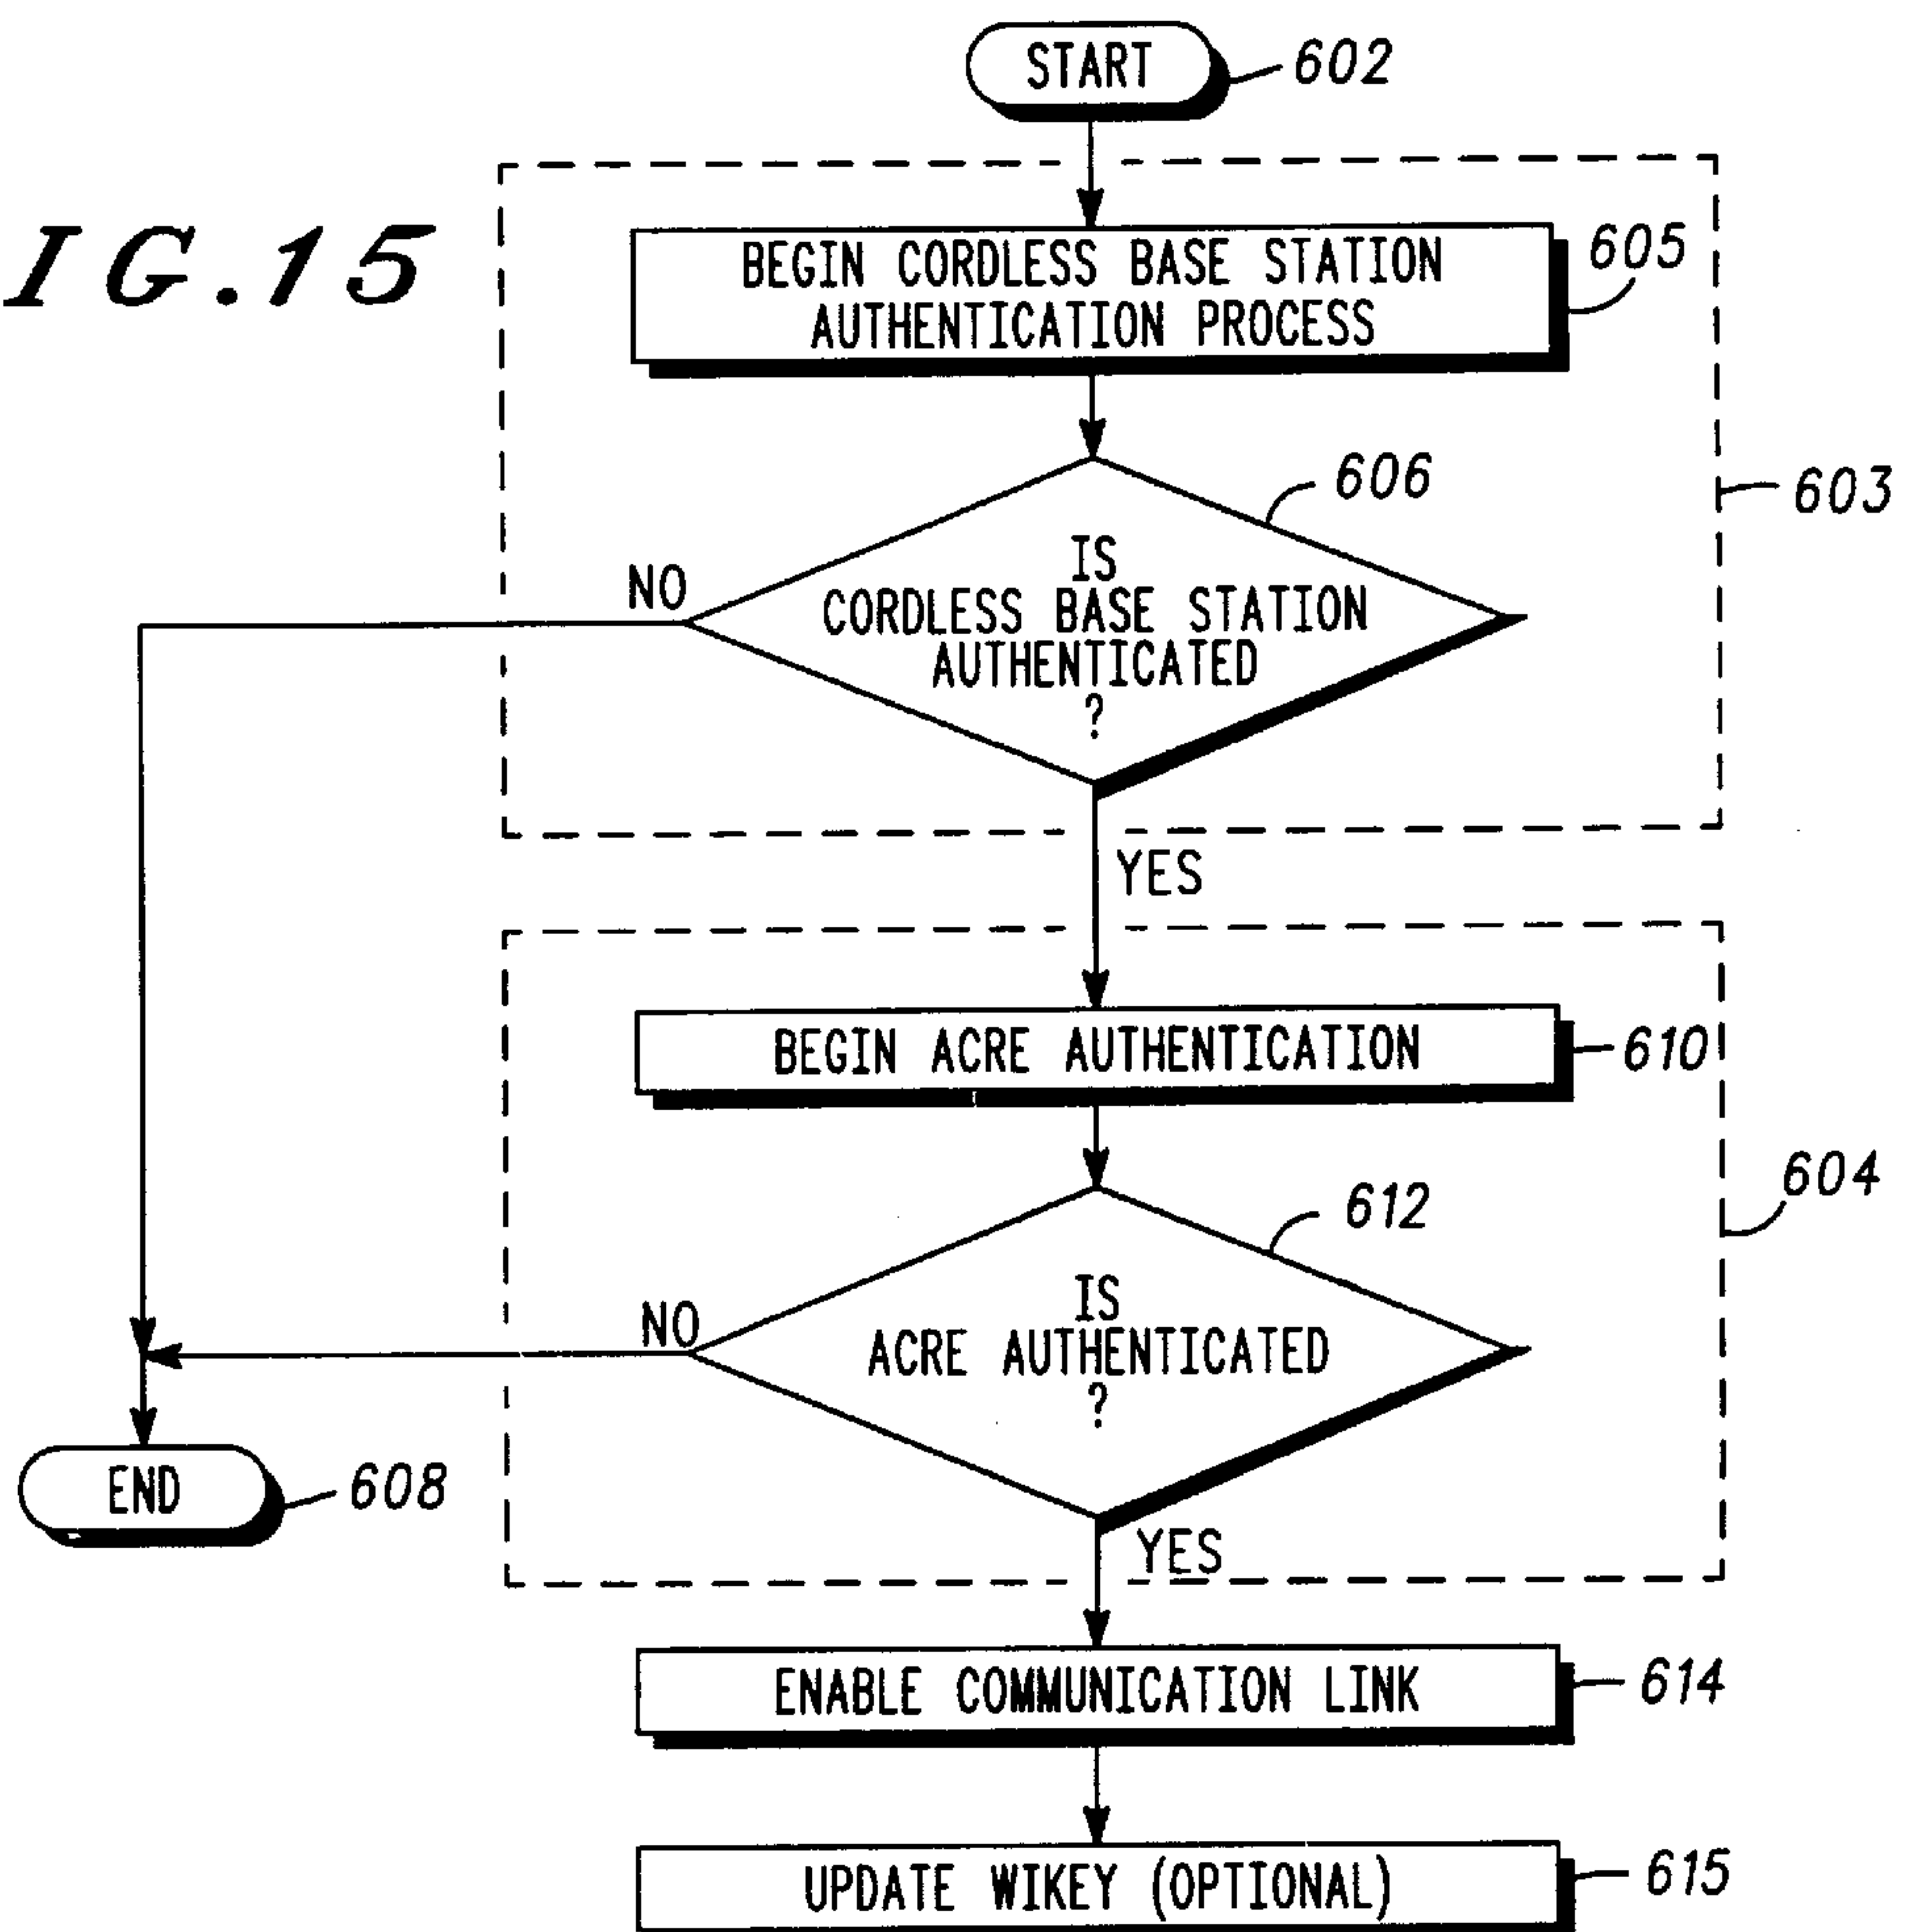 START
602
IG.15
BEGIN CORDLESS BASE STATION
AUTHENTICATION PROCESS
605
606
603
IS
CORDLESS BASE STATION
AUTHENTICATED
?
NO
YES
BEGIN ACRE AUTHENTICATION
610
604
612
IS
ACRE AUTHENTICATED
?
NO
END
608
YES
ENABLE COMMUNICATION LINK
614
UPDATE WIKEY (OPTIONAL)
615